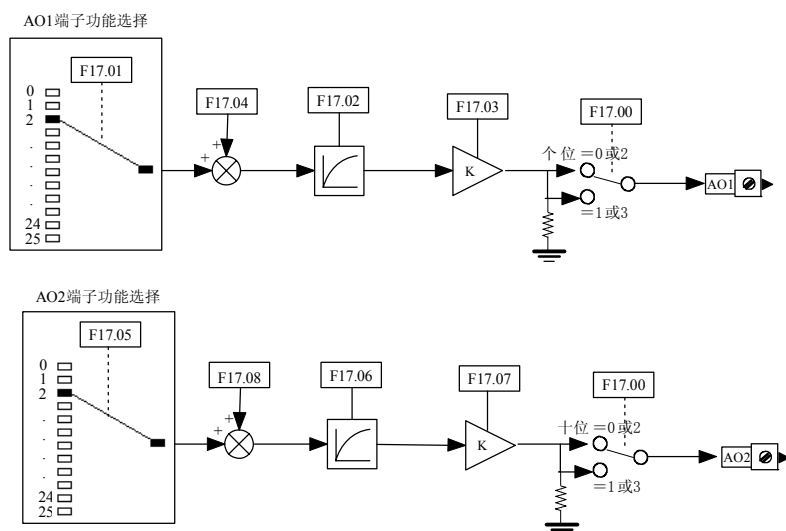 AO1端子功能选择
F17.01
0
1
2
.
.
.
.
24
25
F17.04
+
+
F17.02
F17.03
K
F17.00
个位=0或2
=1或3
AO1
AO2端子功能选择
F17.05
0
1
2
.
.
.
.
24
25
F17.08
+
+
F17.06
F17.07
K
F17.00
十位=0或2
=1或3
AO2